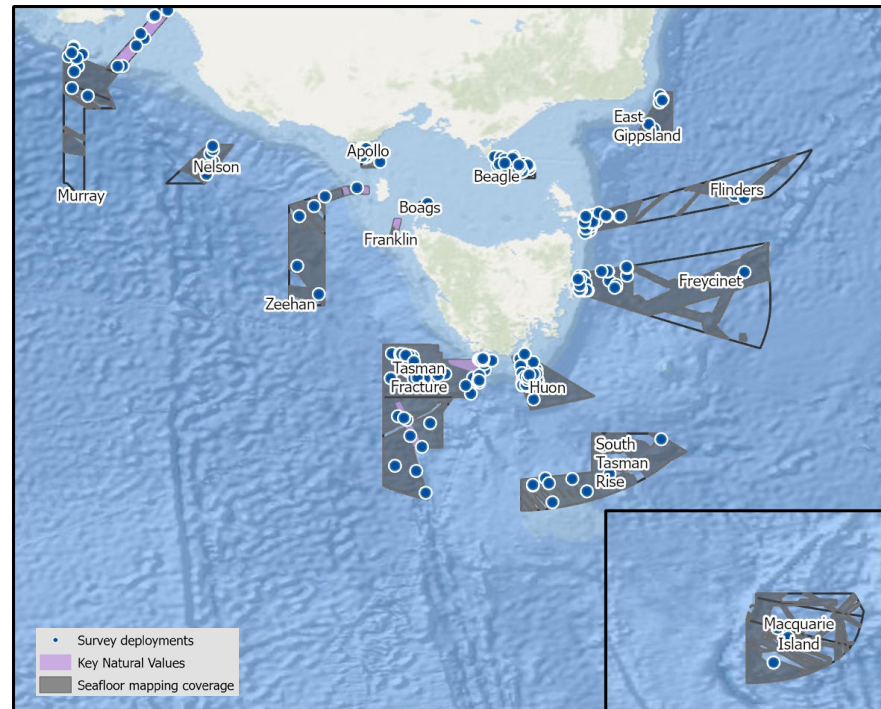 East
Gippsland
Apollo
Nelson
Beagle
Murray
Flinders
Boags
Franklin
Freycinet
Zeehan
Tasman
Fracture
Huon
South
Tasman
Rise
Macquarie
Island
Survey deployments
Key Natural Values
Seafloor mapping coverage